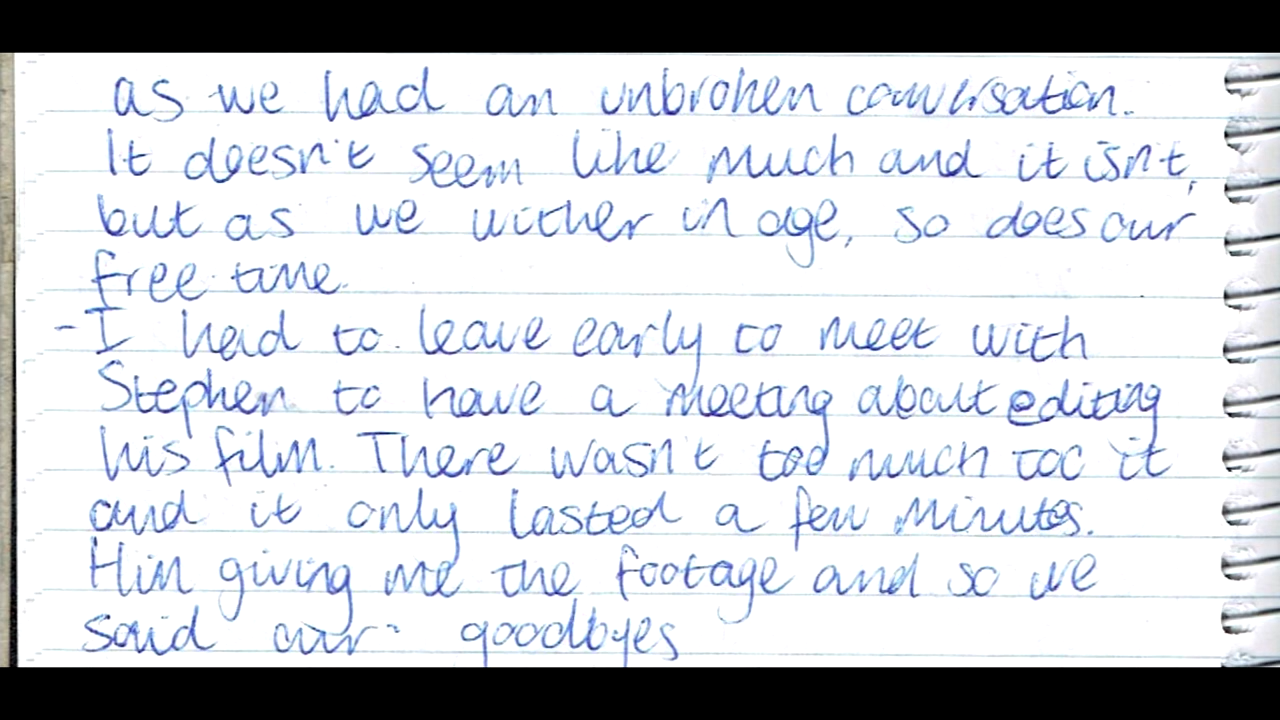 as we had an unbroken conversation.
It doesn't seem like much and it isn't,
but as we wither in age, so does our
free time.
- I had to leave early to meet with
Stephen to have a meeting about editing
his film. There wasn't too much too it
and it only lasted a few minutes.
Him giving me the footage and so we
said our goodbyes